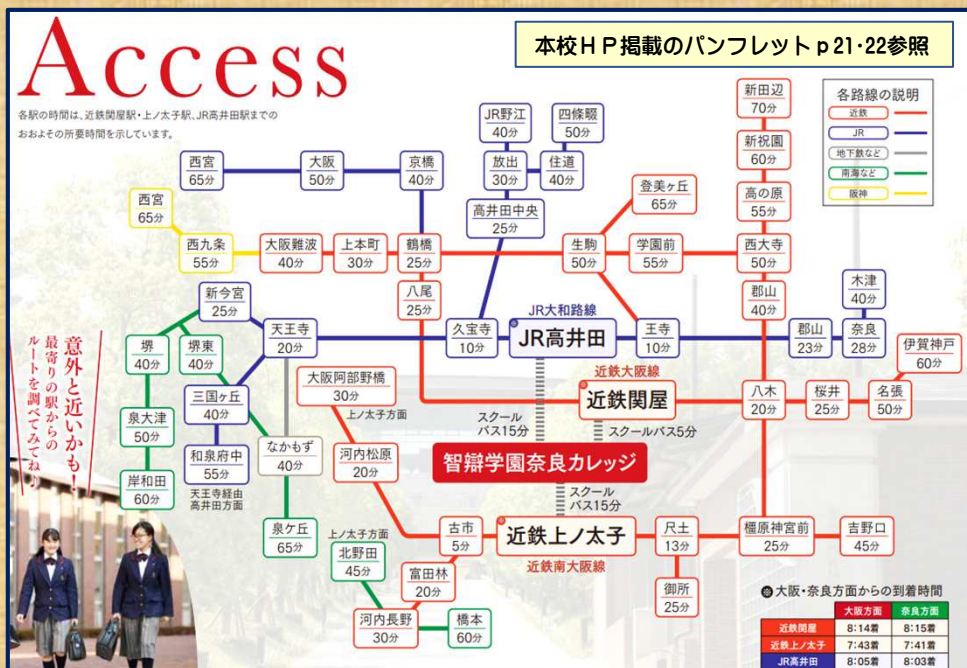 Access
本校HP掲載のパンフレットp21･22参照
各駅の時間は、近鉄関屋駅・上ノ太子駅、JR高井田駅までの
おおよその所要時間を示しています。
各路線の説明
近鉄
JR
地下鉄など
南海など
阪神
新田辺
70分
新祝園
60分
高の原
55分
JR野江
40分
四條畷
50分
西宮
65分
大阪
50分
京橋
40分
放出
30分
住道
40分
登美ヶ丘
65分
西宮
65分
高井田中央
25分
西九条
55分
大阪難波
40分
上本町
30分
鶴橋
25分
生駒
50分
学園前
55分
西大寺
50分
新今宮
25分
八尾
25分
郡山
40分
木津
40分
JR大和路線
天王寺
20分
久宝寺
10分
JR高井田
王寺
10分
郡山
23分
奈良
28分
堺
40分
堺東
40分
伊賀神戸
60分
意外と近いかも!
最寄りの駅からの
ルートを調べてみてね♪
大阪阿部野橋
30分
上ノ太子方面
近鉄大阪線
近鉄関屋
八木
20分
桜井
25分
名張
50分
三国ヶ丘
40分
泉大津
50分
スクール
バス15分
スクールバス5分
なかもず
40分
河内松原
20分
智辯学園奈良カレッジ
和泉府中
55分
岸和田
60分
天王寺経由
高井田方面
スクール
バス15分
泉ケ丘
65分
上ノ太子方面
北野田
45分
古市
5分
近鉄上ノ太子
近鉄南大阪線
尺土
13分
橿原神宮前
25分
吉野口
45分
富田林
20分
御所
25分
河内長野
30分
橋本
60分
大阪・奈良方面からの到着時間
大阪方面 奈良方面
近鉄関屋 8:14着 8:15着
近鉄上ノ太子 7:43着 7:41着
JR高井田 8:05着 8:03着